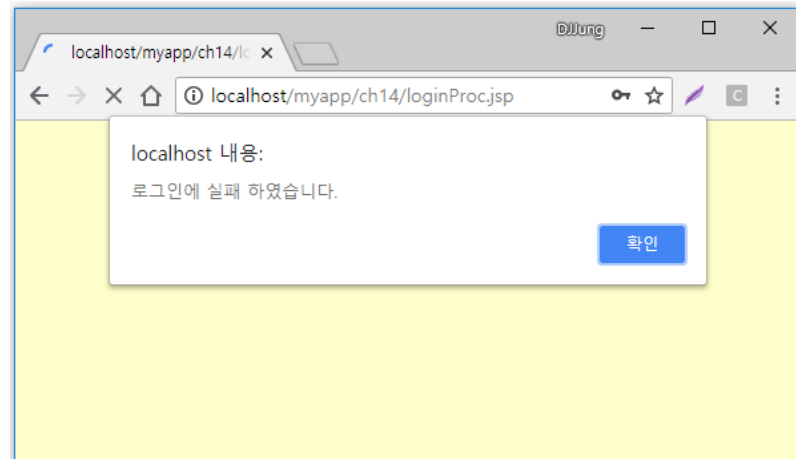 DJJung
localhost/myapp/ch14/lo
localhost/myapp/ch14/loginProc.jsp
C
localhost 내용:
로그인에 실패 하였습니다.
확인